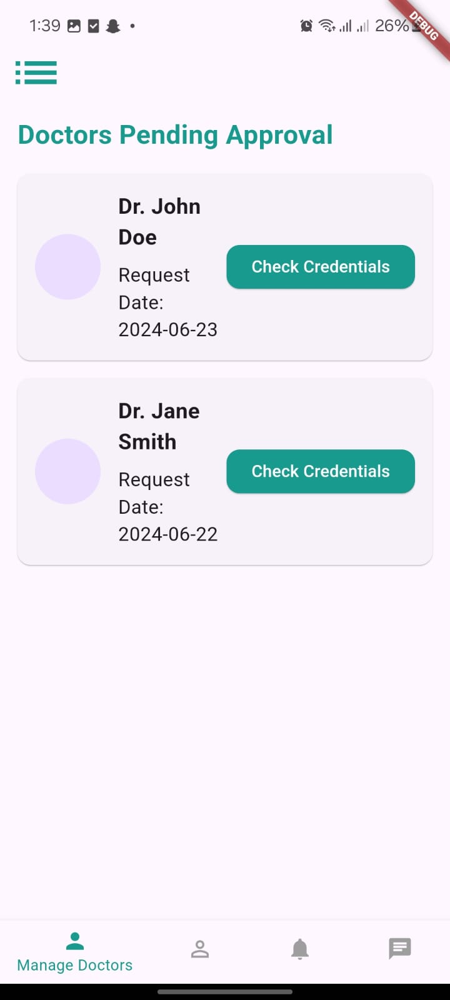 1:39
26%
DEBUG
Doctors Pending Approval
Dr. John
Doe
Request
Date:
2024-06-23
Check Credentials
Dr. Jane
Smith
Request
Date:
2024-06-22
Check Credentials
Manage Doctors